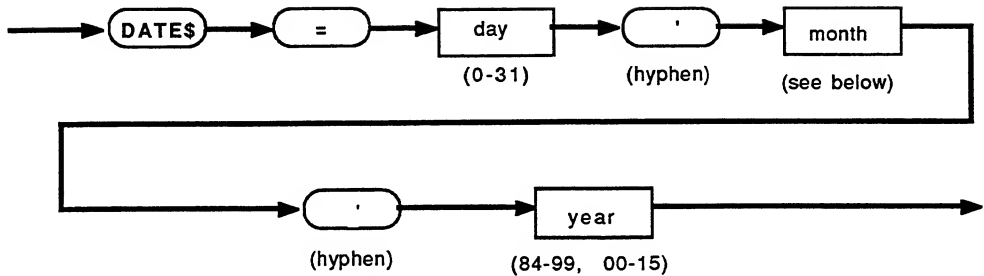 DATE$ = day ' month
(0-31) (hyphen) (see below)
' year
(hyphen) (84-99, 00-15)